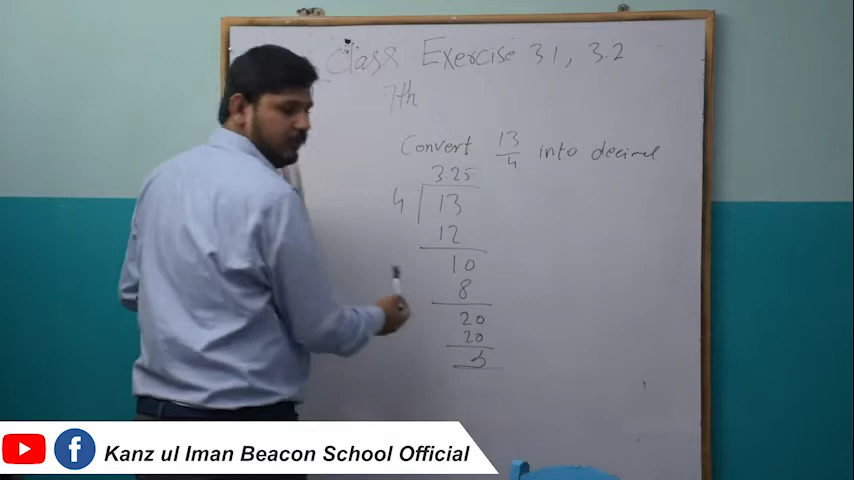 Class Exercise 3.1, 3.2
7th
Convert 13/4 into decimal
3.25
4 13
12
10
8
20
20
Kanz ul Iman Beacon School Official